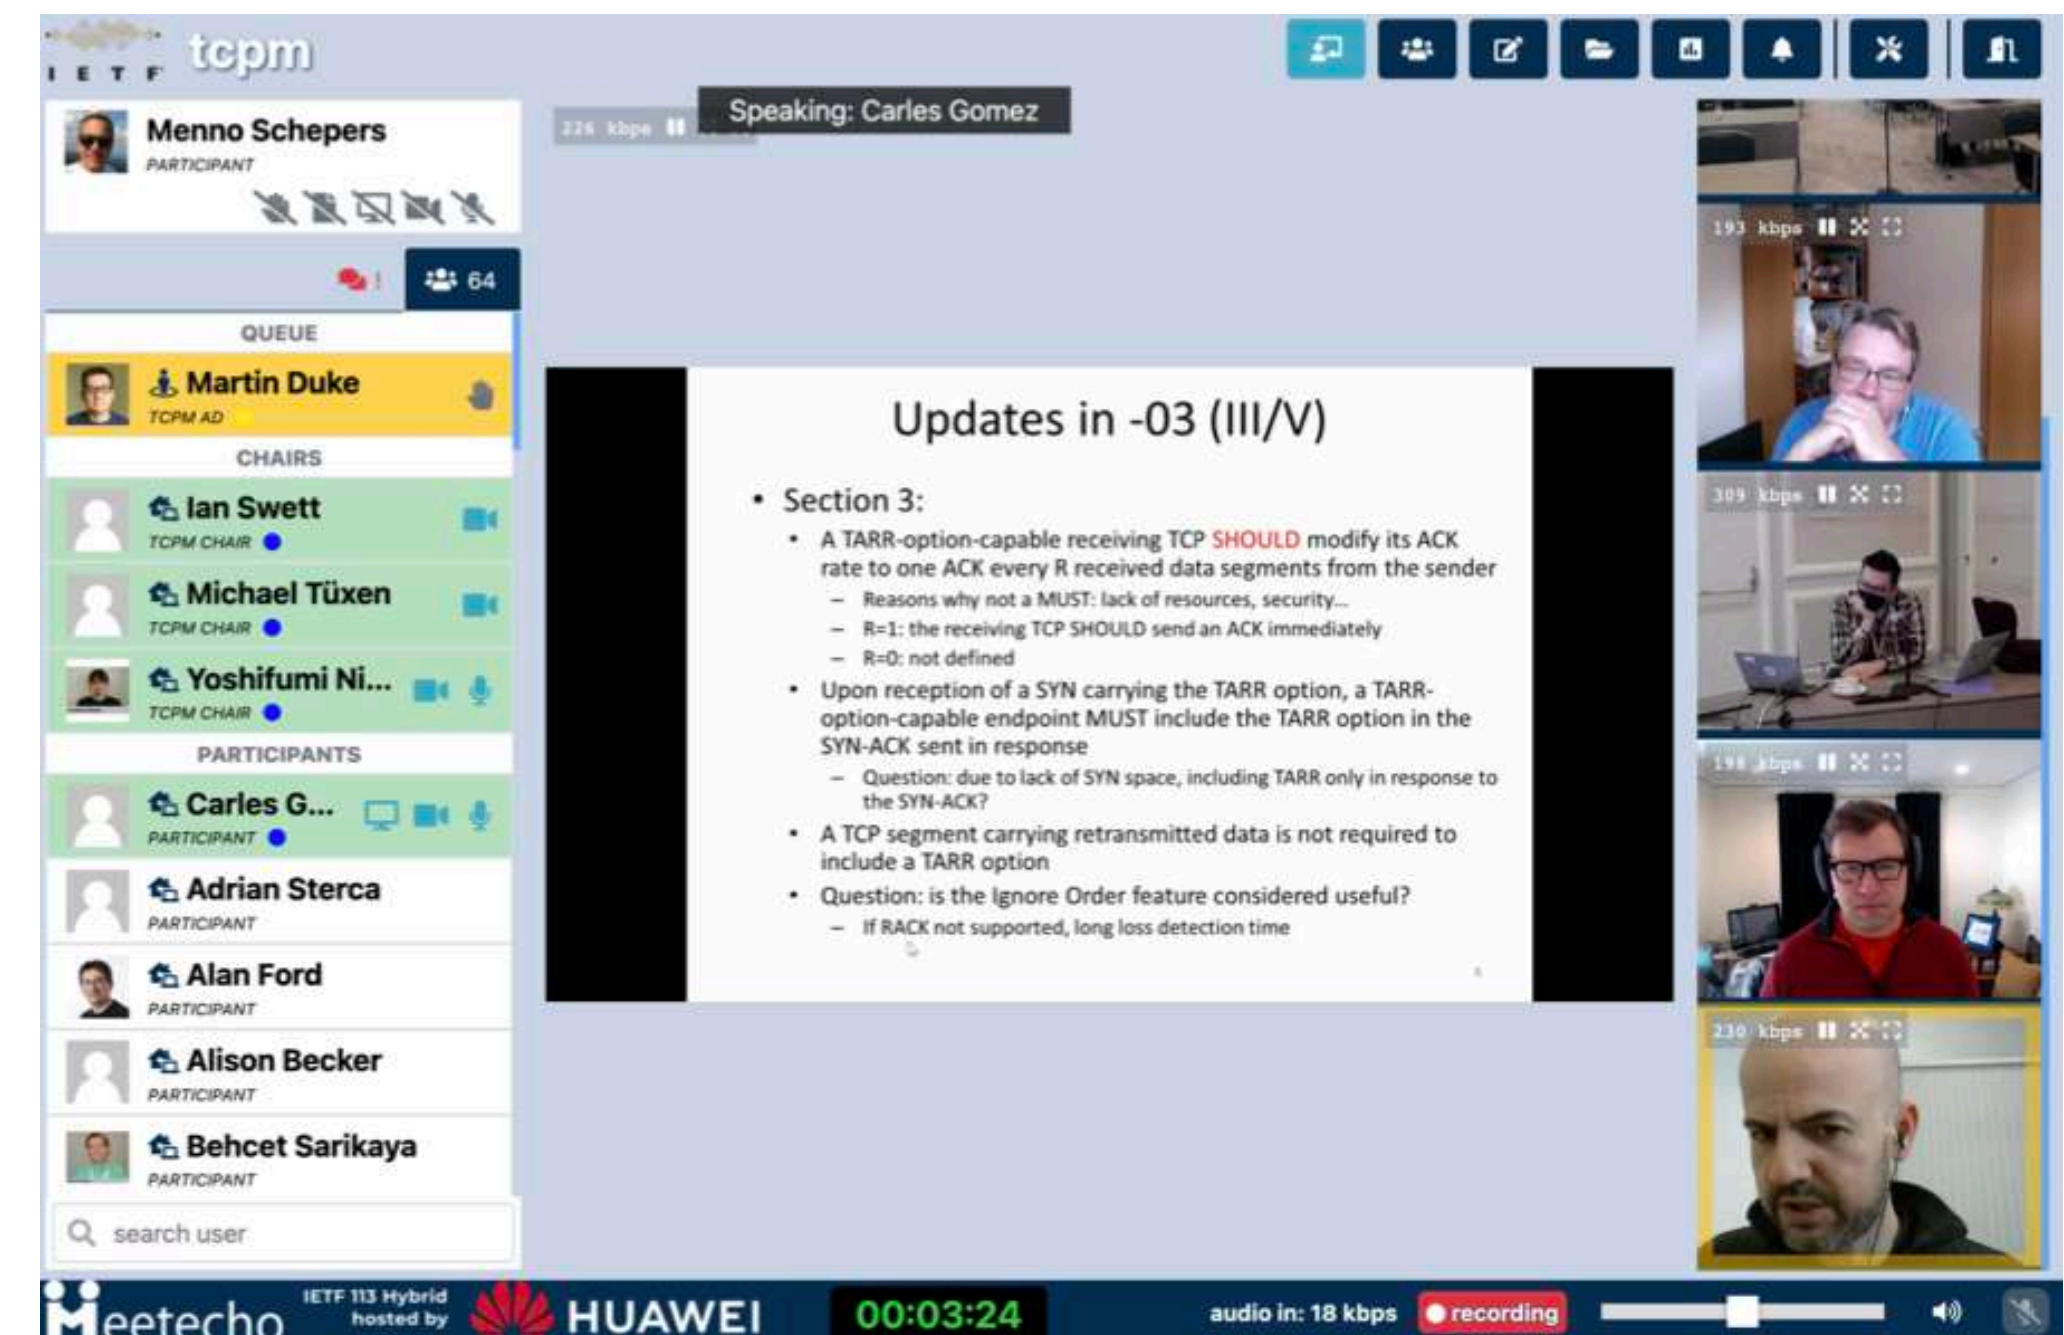 IETF
tcpm
Menno Schepers
PARTICIPANT
! 64
QUEUE
Martin Duke
TCPM AD
CHAIRS
Ian Swett
TCPM CHAIR
Michael Tüxen
TCPM CHAIR
Yoshifumi Ni...
TCPM CHAIR
PARTICIPANTS
Carles G...
PARTICIPANT
Adrian Sterca
PARTICIPANT
Alan Ford
PARTICIPANT
Alison Becker
PARTICIPANT
Behcet Sarikaya
PARTICIPANT
search user
226 kbps
Speaking: Carles Gomez
Updates in -03 (III/V)
• Section 3:
• A TARR-option-capable receiving TCP SHOULD modify its ACK
rate to one ACK every R received data segments from the sender
– Reasons why not a MUST: lack of resources, security...
– R=1: the receiving TCP SHOULD send an ACK immediately
– R=0: not defined
• Upon reception of a SYN carrying the TARR option, a TARR-
option-capable endpoint MUST include the TARR option in the
SYN-ACK sent in response
– Question: due to lack of SYN space, including TARR only in response to
the SYN-ACK?
• A TCP segment carrying retransmitted data is not required to
include a TARR option
• Question: is the Ignore Order feature considered useful?
– If RACK not supported, long loss detection time
193 kbps
309 kbps
198 kbps
230 kbps
Meetecho
IETF 113 Hybrid
hosted by
HUAWEI
00:03:24
audio in: 18 kbps
recording